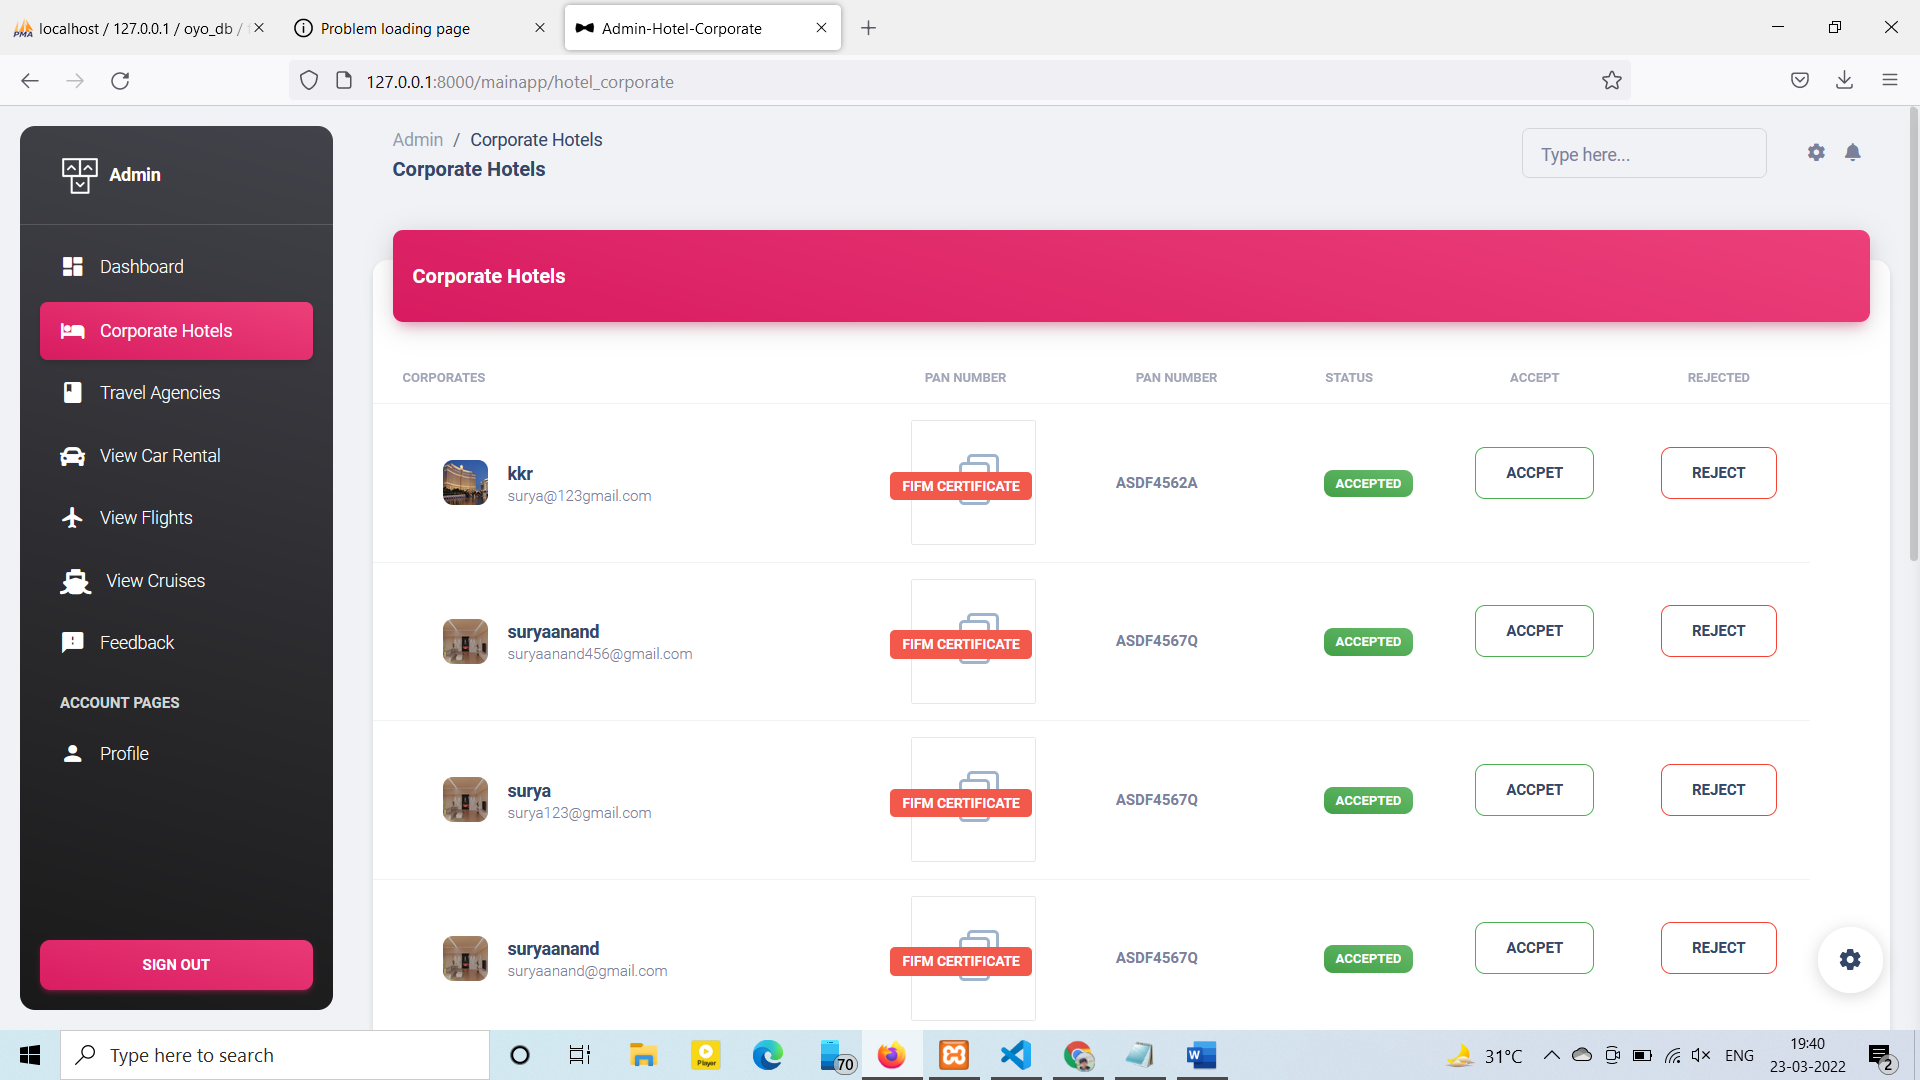 localhost / 127.0.0.1 / oyo_db /
Problem loading page
Admin-Hotel-Corporate
127.0.0.1:8000/mainapp/hotel_corporate
Admin
Dashboard
Corporate Hotels
Travel Agencies
View Car Rental
View Flights
View Cruises
Feedback
ACCOUNT PAGES
Profile
SIGN OUT
Admin / Corporate Hotels
Corporate Hotels
Type here...
Corporate Hotels
CORPORATES PAN NUMBER PAN NUMBER STATUS ACCEPT REJECTED
kkr
surya@123gmail.com
FIFM CERTIFICATE
ASDF4562A
ACCEPTED
ACCPET
REJECT
suryaanand
suryaanand456@gmail.com
FIFM CERTIFICATE
ASDF4567Q
ACCEPTED
ACCPET
REJECT
surya
surya123@gmail.com
FIFM CERTIFICATE
ASDF4567Q
ACCEPTED
ACCPET
REJECT
suryaanand
suryaanand@gmail.com
FIFM CERTIFICATE
ASDF4567Q
ACCEPTED
ACCPET
REJECT
Type here to search
Player
70
31°C
ENG
19:40
23-03-2022
2